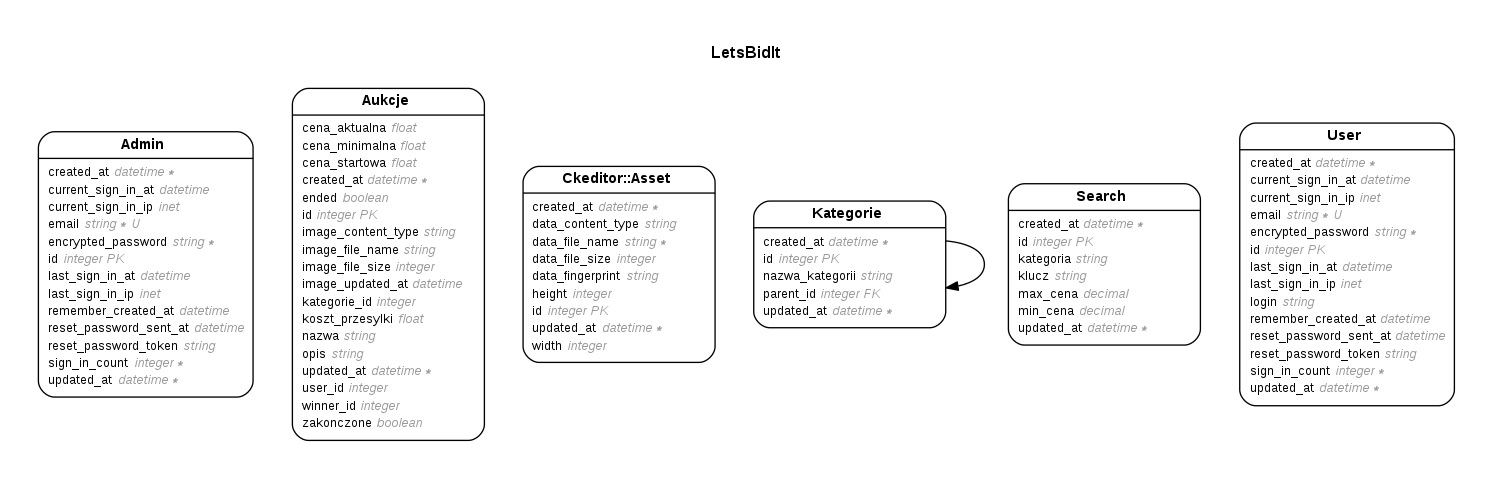 LetsBidIt
Admin
created_at datetime *
current_sign_in_at datetime
current_sign_in_ip inet
email string * U
encrypted_password string *
id integer PK
last_sign_in_at datetime
last_sign_in_ip inet
remember_created_at datetime
reset_password_sent_at datetime
reset_password_token string
sign_in_count integer *
updated_at datetime *
Aukcje
cena_aktualna float
cena_minimalna float
cena_startowa float
created_at datetime *
ended boolean
id integer PK
image_content_type string
image_file_name string
image_file_size integer
image_updated_at datetime
kategorie_id integer
koszt_przesylki float
nazwa string
opis string
updated_at datetime *
user_id integer
winner_id integer
zakonczone boolean
Ckeditor::Asset
created_at datetime *
data_content_type string
data_file_name string *
data_file_size integer
data_fingerprint string
height integer
id integer PK
updated_at datetime *
width integer
Kategorie
created_at datetime *
id integer PK
nazwa_kategorii string
parent_id integer FK
updated_at datetime *
Search
created_at datetime *
id integer PK
kategoria string
klucz string
max_cena decimal
min_cena decimal
updated_at datetime *
User
created_at datetime *
current_sign_in_at datetime
current_sign_in_ip inet
email string * U
encrypted_password string *
id integer PK
last_sign_in_at datetime
last_sign_in_ip inet
login string
remember_created_at datetime
reset_password_sent_at datetime
reset_password_token string
sign_in_count integer *
updated_at datetime *